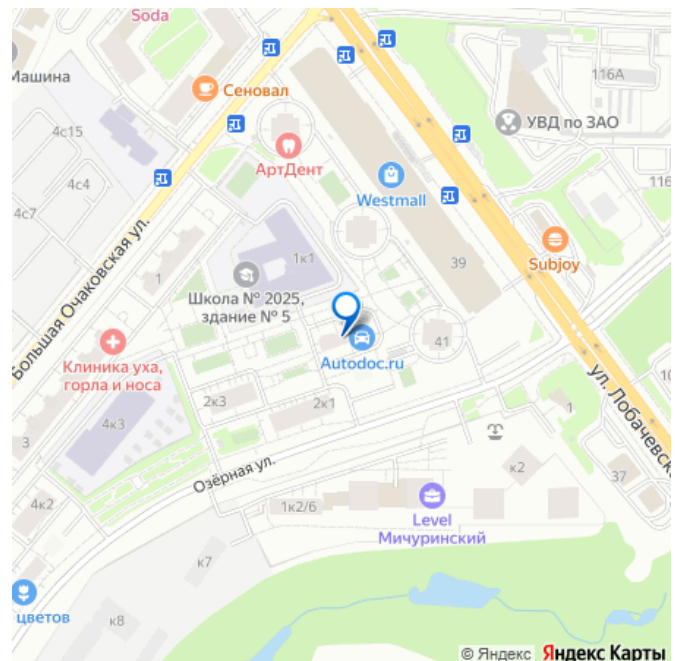 Soda
Машина
Сеновал
116А
УВД по ЗАО
4с15
АртДент
4с4
Westmall
116
4с7
Большая Очаковская ул.
1к1
39
Subjoy
1
Школа № 2025,
здание № 5
Клиника уха,
горла и носа
Autodoc.ru
41
ул. Лобачевск
10
2к3
2к1
1
4к3
3
Озёрная ул.
к2
37
4к2
1к2/6
Level
Мичуринский
к7
цветов
к8
© Яндекс Яндекс Карты